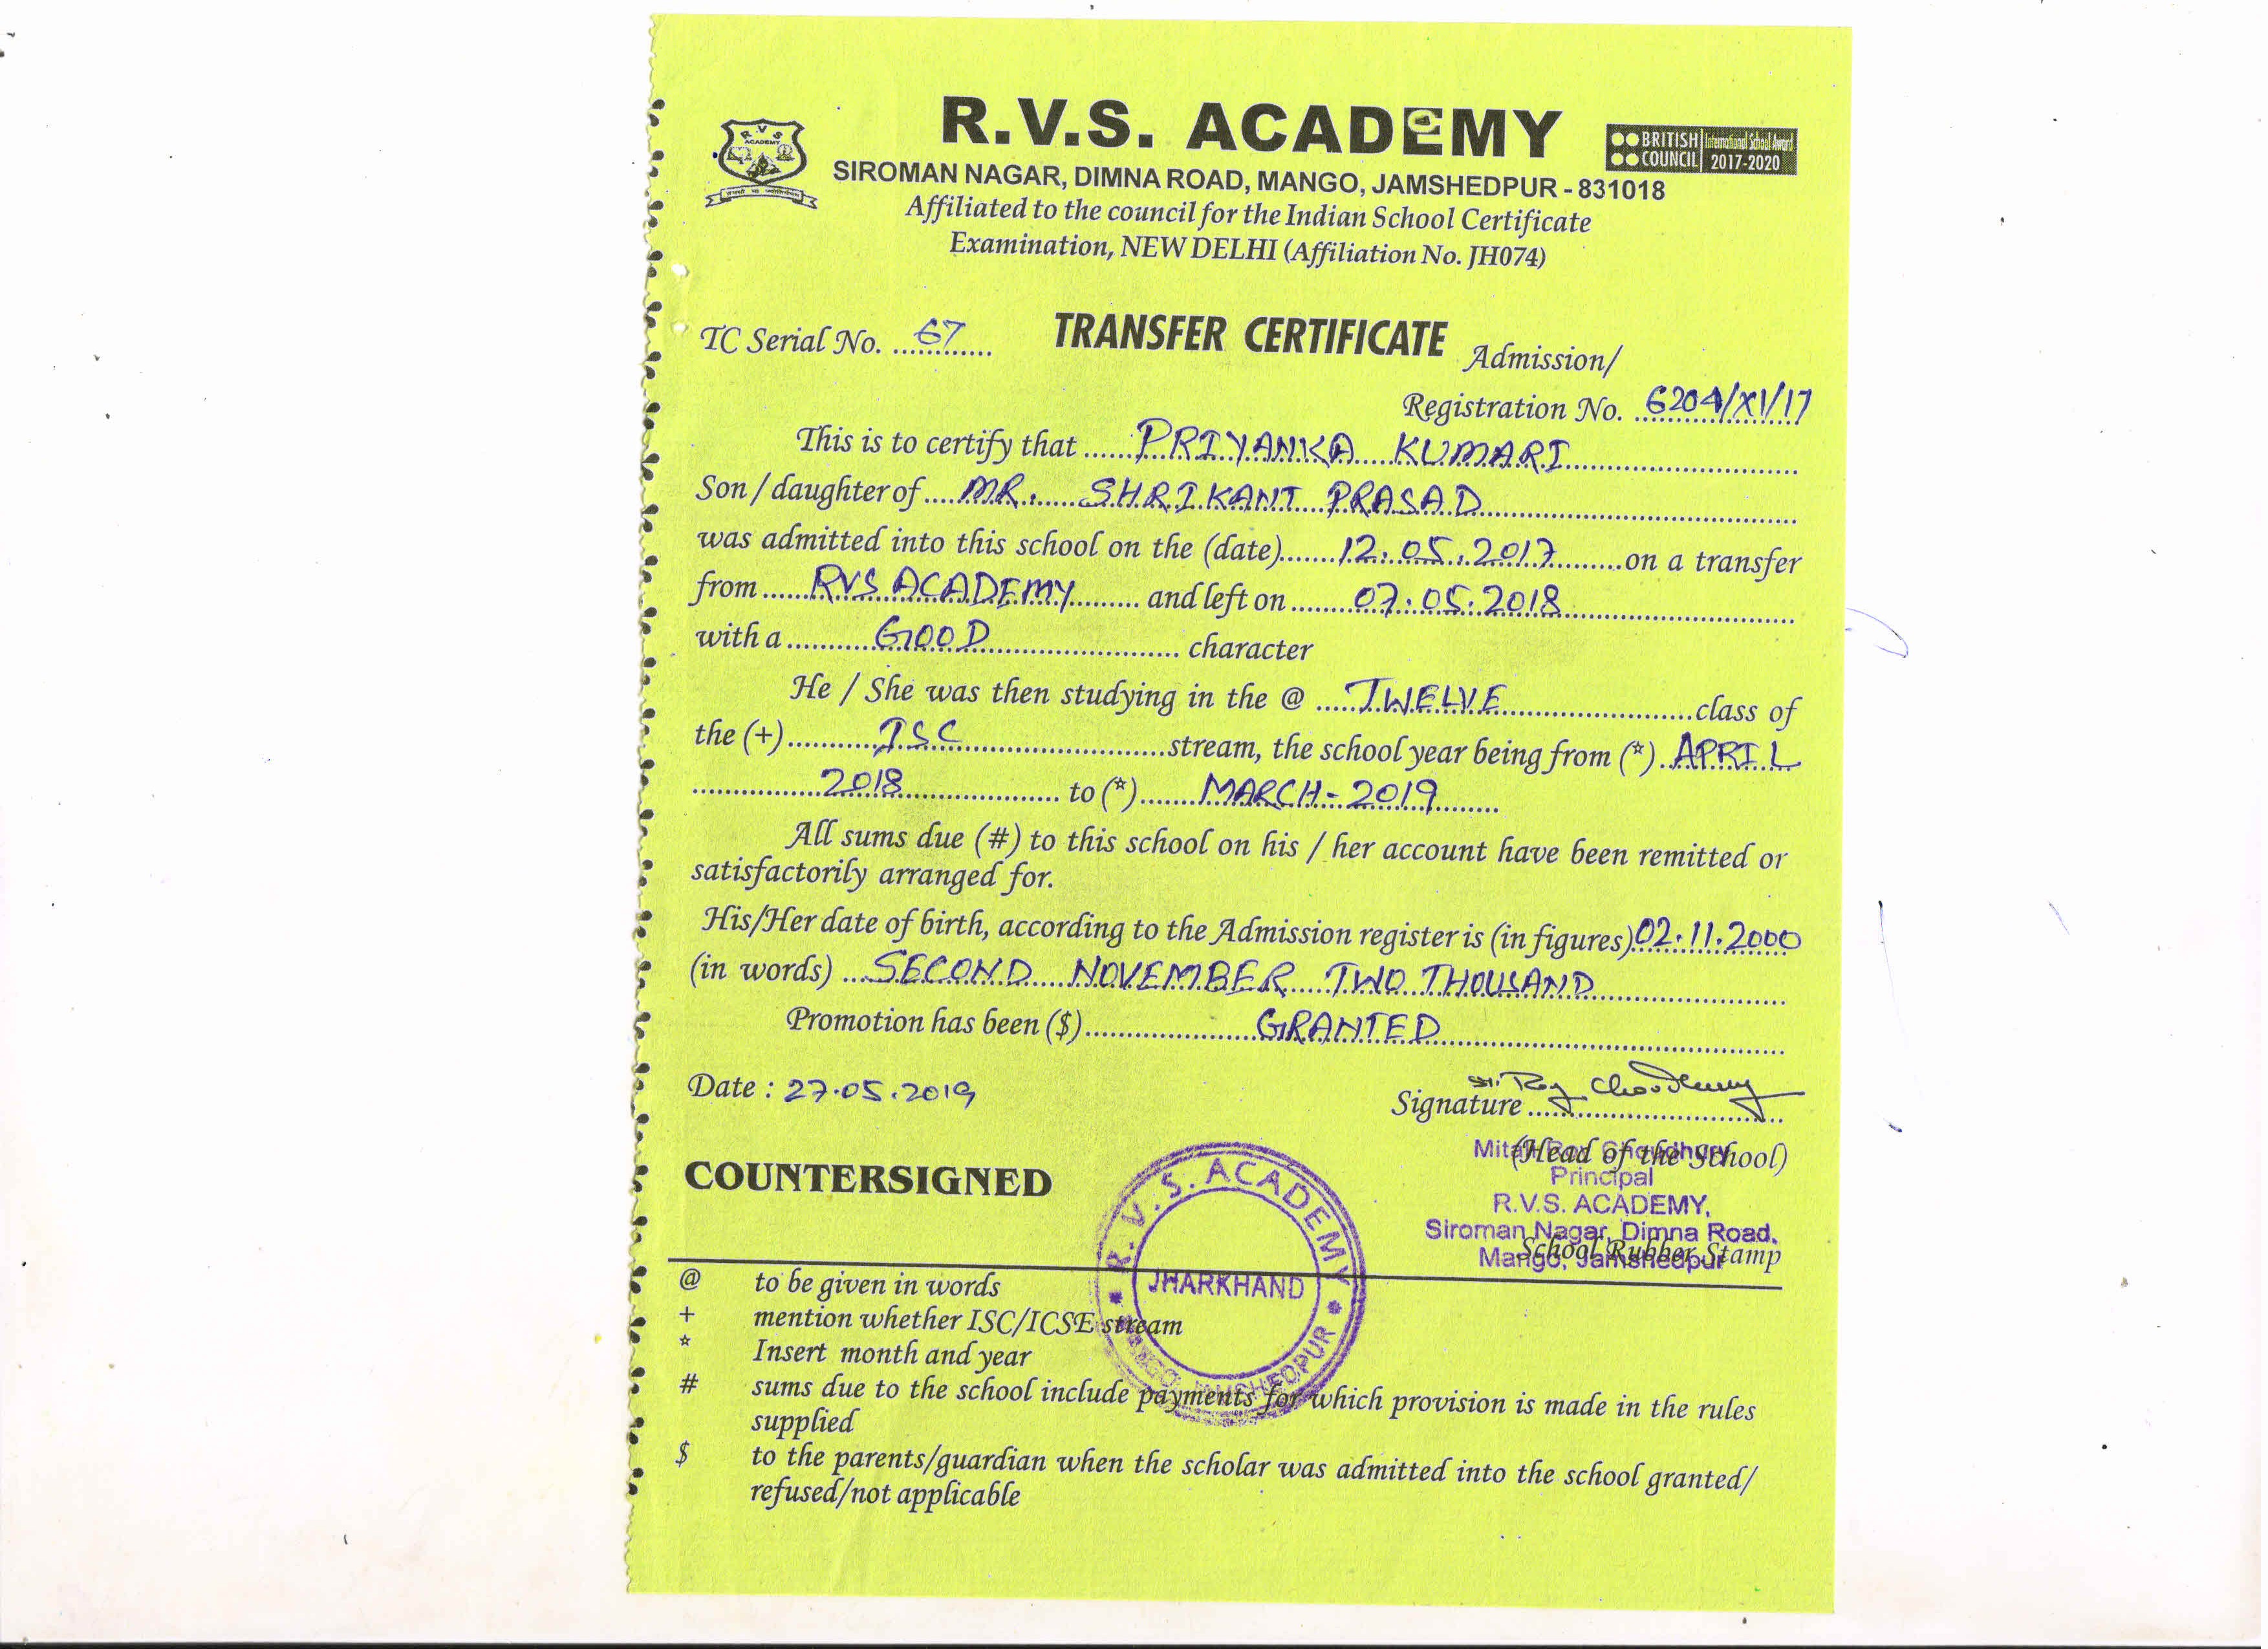 R.V.S. ACADEMY
R V S
ACADEMY
BRITISH COUNCIL International School Award 2017-2020
SIROMAN NAGAR, DIMNA ROAD, MANGO, JAMSHEDPUR - 831018
Affiliated to the council for the Indian School Certificate
Examination, NEW DELHI (Affiliation No. JH074)
TC Serial No. 67
TRANSFER CERTIFICATE
Admission/
Registration No. 6204/XI/17
This is to certify that PRIYANKA KUMARI
Son / daughter of MR. SHRIKANT PRASAD
was admitted into this school on the (date) 12.05.2017 on a transfer
from RVS ACADEMY and left on 07.05.2018
with a GOOD character
He / She was then studying in the @ TWELVE class of
the (+) ISC stream, the school year being from (*) APRIL
2018 to (*) MARCH - 2019
All sums due (#) to this school on his / her account have been remitted or
satisfactorily arranged for.
His/Her date of birth, according to the Admission register is (in figures) 02.11.2000
(in words) SECOND NOVEMBER TWO THOUSAND
Promotion has been ($) GRANTED
Date : 27.05.2019
Signature Roy Choudhury
(Head of the School)
Principal
R.V.S. ACADEMY,
Siroman Nagar, Dimna Road,
Mango, Jamshedpur
School Rubber Stamp
COUNTERSIGNED
R. V. S. ACADEMY
JHARKHAND
MANGO, JAMSHEDPUR
@ to be given in words
+ mention whether ISC/ICSE stream
* Insert month and year
# sums due to the school include payments for which provision is made in the rules
supplied
$ to the parents/guardian when the scholar was admitted into the school granted/
refused/not applicable